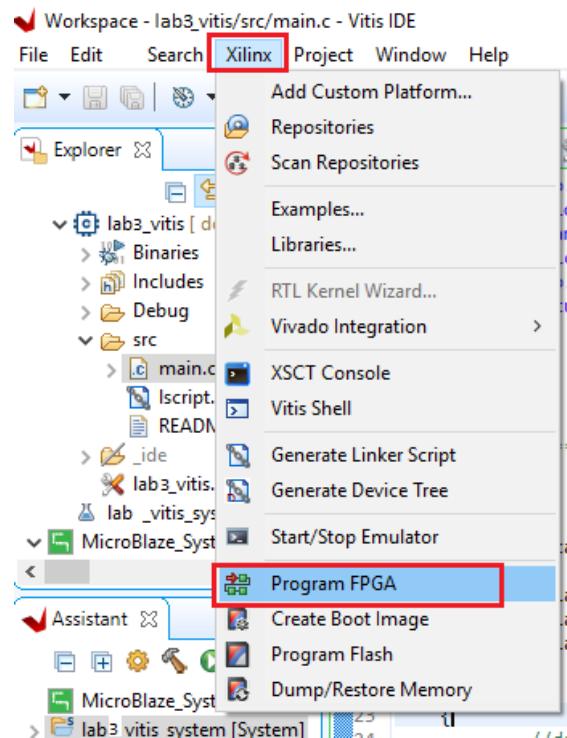 Workspace - lab3_vitis/src/main.c - Vitis IDE
File Edit Search Xilinx Project Window Help
Explorer
lab3_vitis [
Binaries
Includes
Debug
src
main.c
lscript.
READ
_ide
lab3_vitis.
lab _vitis_sys
MicroBlaze_Syst
Add Custom Platform...
Repositories
Scan Repositories
Examples...
Libraries...
RTL Kernel Wizard...
Vivado Integration
XSCT Console
Vitis Shell
Generate Linker Script
Generate Device Tree
Start/Stop Emulator
Program FPGA
Create Boot Image
Program Flash
Dump/Restore Memory
Assistant
MicroBlaze_Syst
lab3_vitis_system [System]